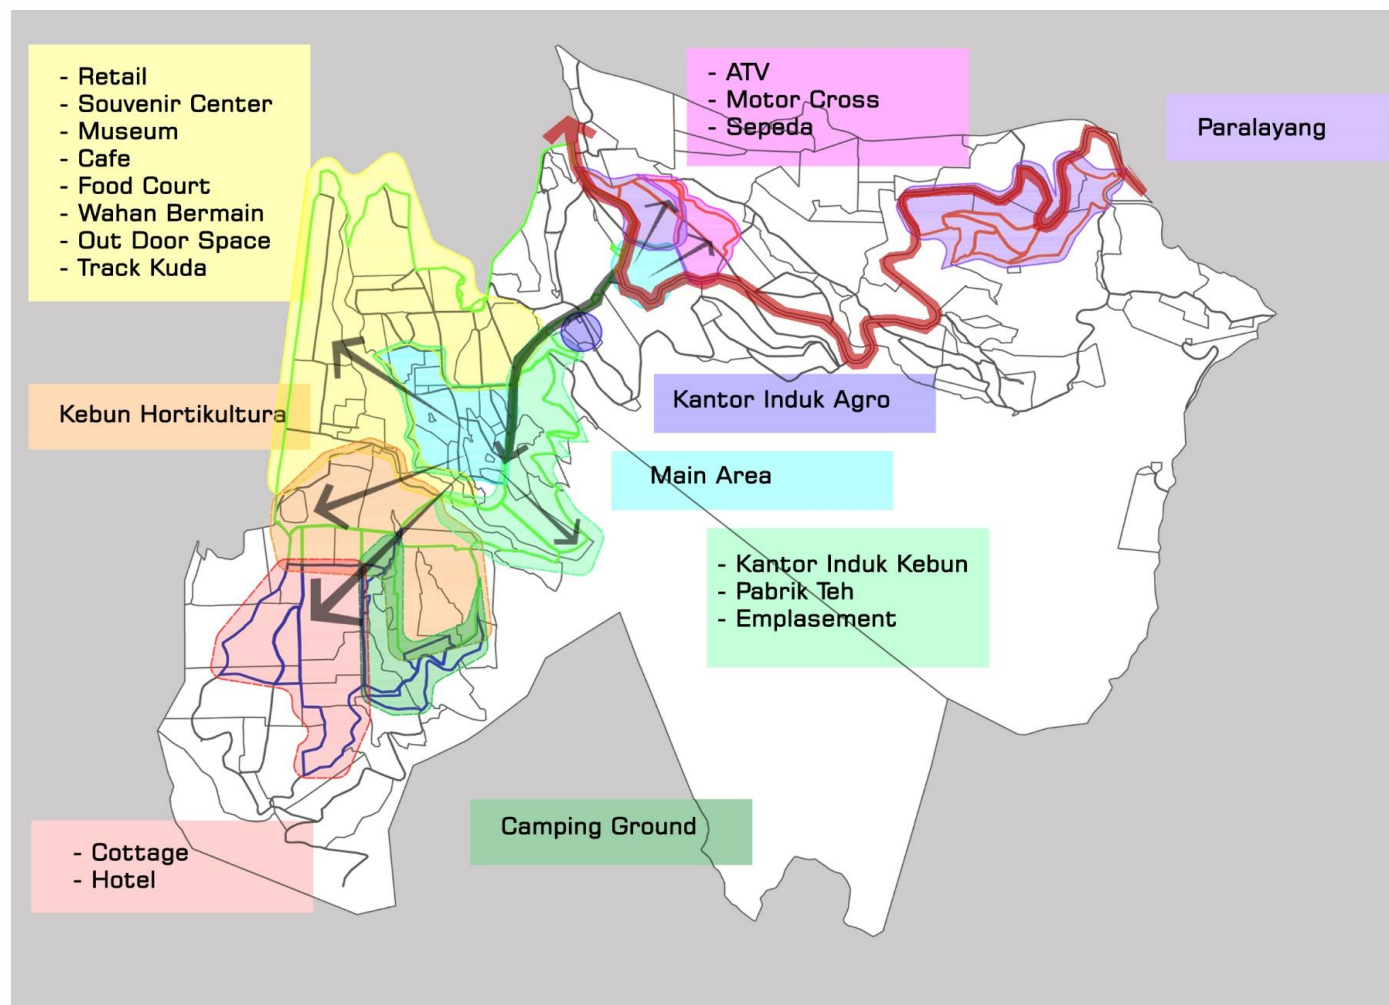 - Retail
- Souvenir Center
- Museum
- Cafe
- Food Court
- Wahan Bermain
- Out Door Space
- Track Kuda
- ATV
- Motor Cross
- Sepeda
Paralayang
Kebun Hortikultura
Kantor Induk Agro
Main Area
- Kantor Induk Kebun
- Pabrik Teh
- Emplasement
Camping Ground
- Cottage
- Hotel